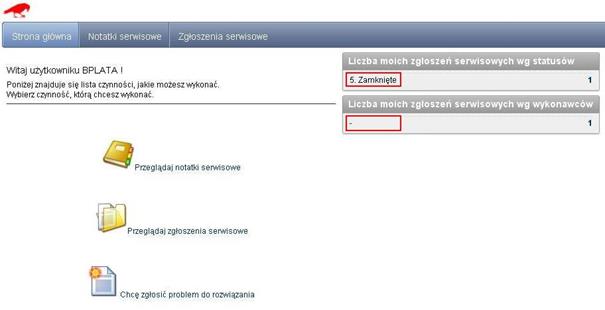 Strona główna Notatki serwisowe Zgłoszenia serwisowe
Witaj użytkowniku BPLATA !
Poniżej znajduje się lista czynności, jakie możesz wykonać.
Wybierz czynność, którą chcesz wykonać.
Przeglądaj notatki serwisowe
Przeglądaj zgłoszenia serwisowe
Chcę zgłosić problem do rozwiązania
Liczba moich zgloszeń serwisowych wg statusów
5. Zamknięte 1
Liczba moich zgloszeń serwisowych wg wykonawców
- 1